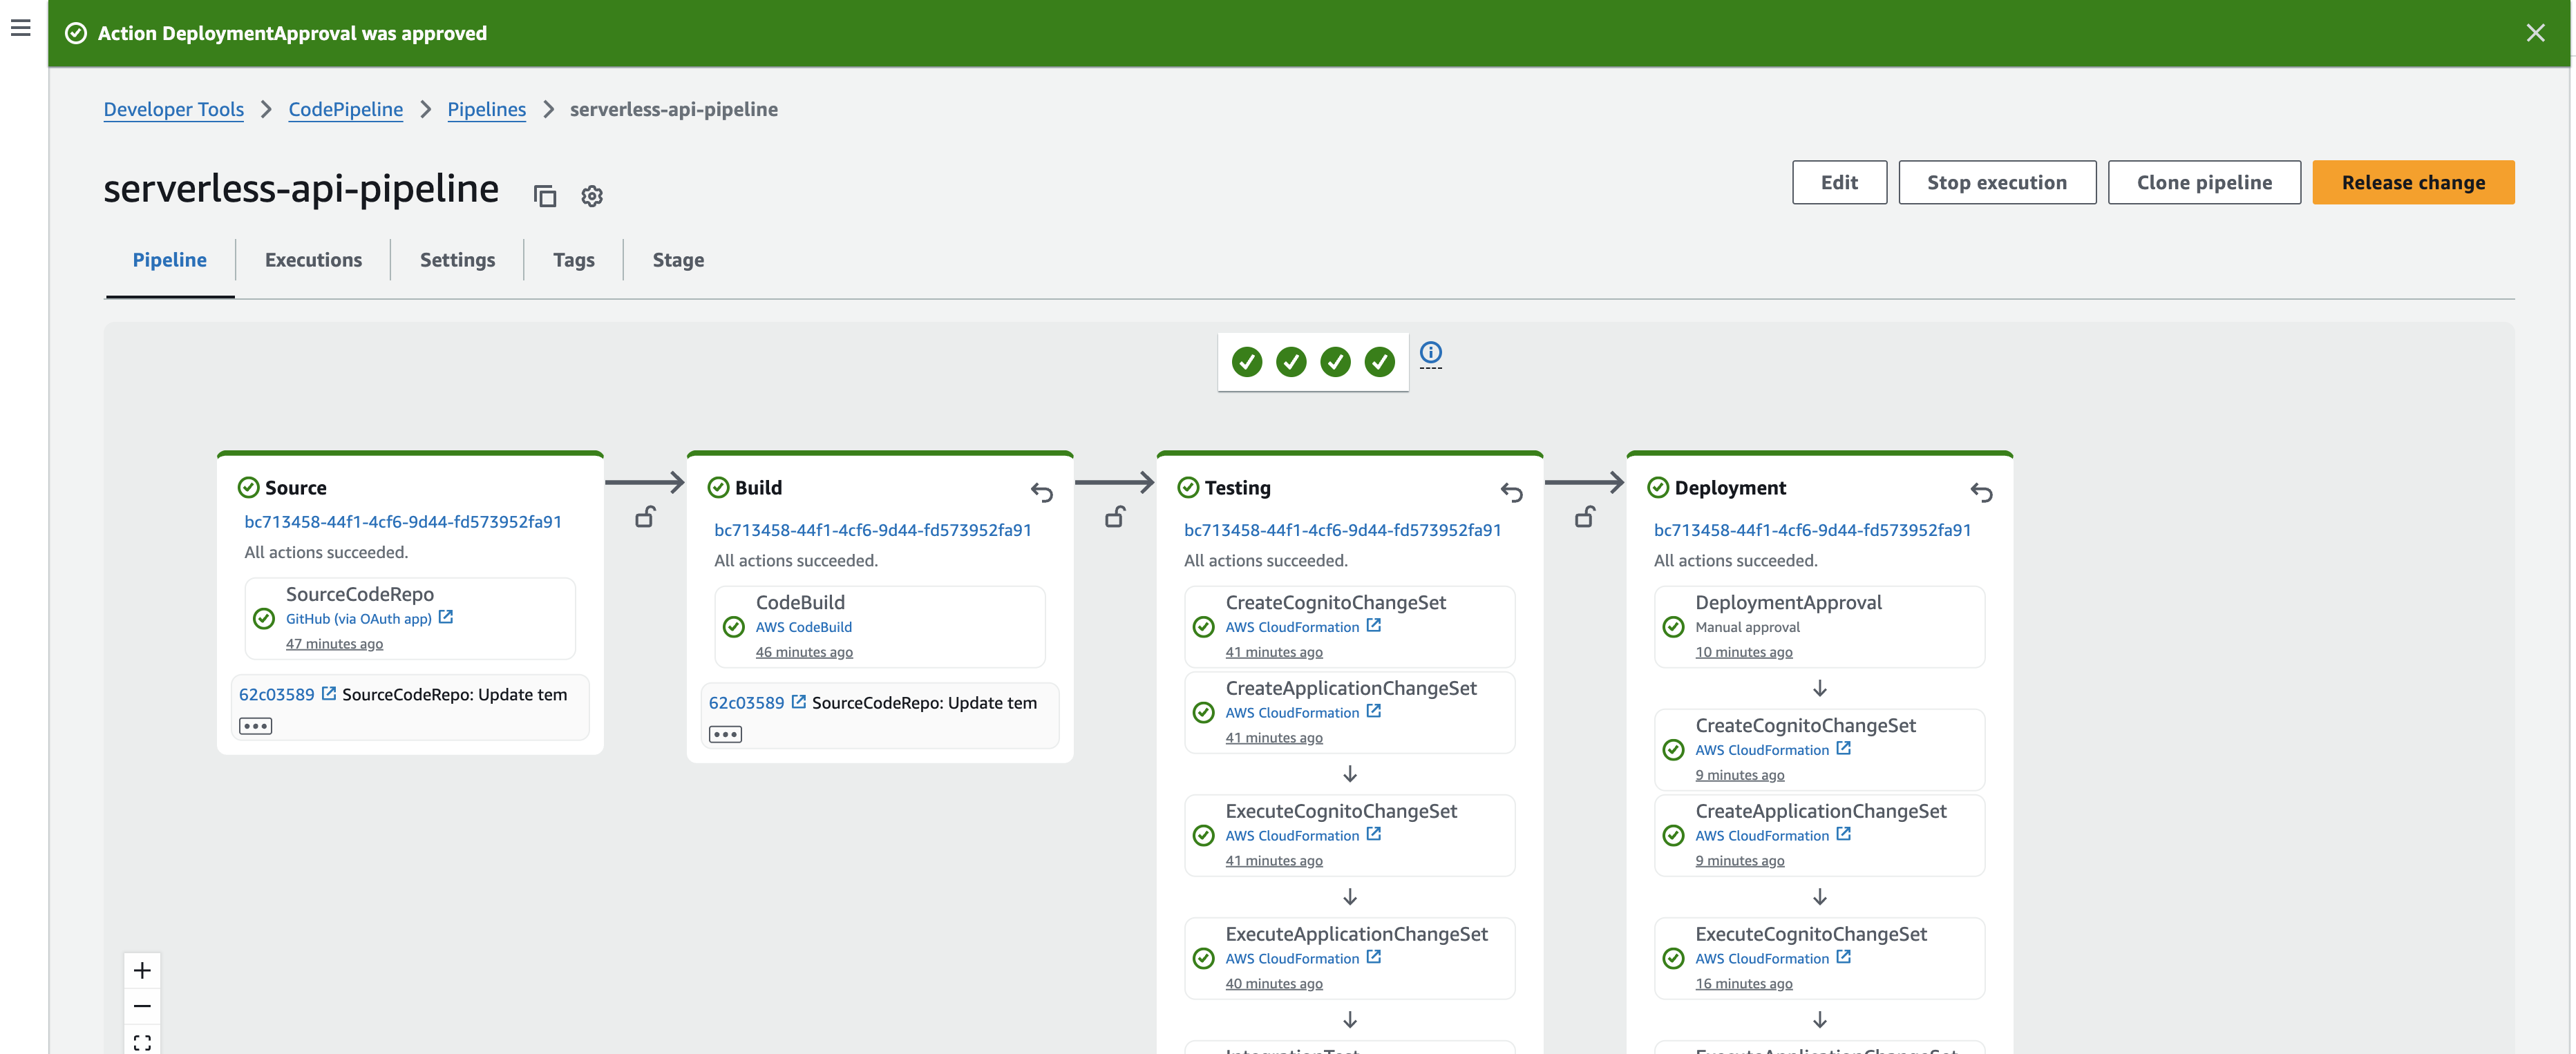 Action DeploymentApproval was approved
Developer Tools > CodePipeline > Pipelines > serverless-api-pipeline
serverless-api-pipeline
Edit
Stop execution
Clone pipeline
Release change
Pipeline
Executions
Settings
Tags
Stage
Source
bc713458-44f1-4cf6-9d44-fd573952fa91
All actions succeeded.
SourceCodeRepo
GitHub (via OAuth app)
47 minutes ago
62c03589 SourceCodeRepo: Update tem
Build
bc713458-44f1-4cf6-9d44-fd573952fa91
All actions succeeded.
CodeBuild
AWS CodeBuild
46 minutes ago
62c03589 SourceCodeRepo: Update tem
Testing
bc713458-44f1-4cf6-9d44-fd573952fa91
All actions succeeded.
CreateCognitoChangeSet
AWS CloudFormation
41 minutes ago
CreateApplicationChangeSet
AWS CloudFormation
41 minutes ago
ExecuteCognitoChangeSet
AWS CloudFormation
41 minutes ago
ExecuteApplicationChangeSet
AWS CloudFormation
40 minutes ago
IntegrationTest
Deployment
bc713458-44f1-4cf6-9d44-fd573952fa91
All actions succeeded.
DeploymentApproval
Manual approval
10 minutes ago
CreateCognitoChangeSet
AWS CloudFormation
9 minutes ago
CreateApplicationChangeSet
AWS CloudFormation
9 minutes ago
ExecuteCognitoChangeSet
AWS CloudFormation
16 minutes ago
ExecuteApplicationChangeSet